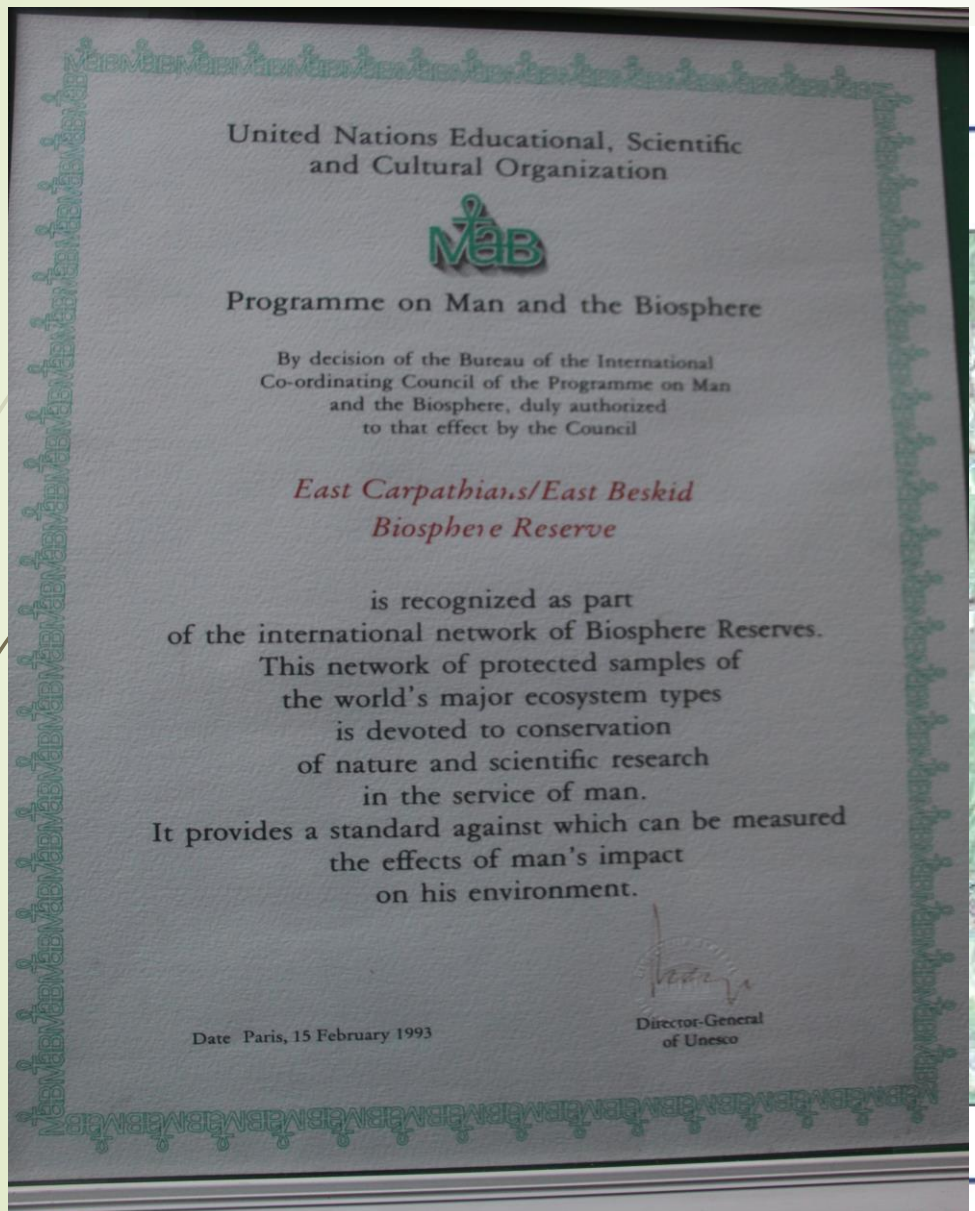 United Nations Educational, Scientific
and Cultural Organization
MaB
Programme on Man and the Biosphere
By decision of the Bureau of the International
Co-ordinating Council of the Programme on Man
and the Biosphere, duly authorized
to that effect by the Council
East Carpathians/East Beskid
Biosphere Reserve
is recognized as part
of the international network of Biosphere Reserves.
This network of protected samples of
the world's major ecosystem types
is devoted to conservation
of nature and scientific research
in the service of man.
It provides a standard against which can be measured
the effects of man's impact
on his environment.
Date Paris, 15 February 1993
Director-General
of Unesco